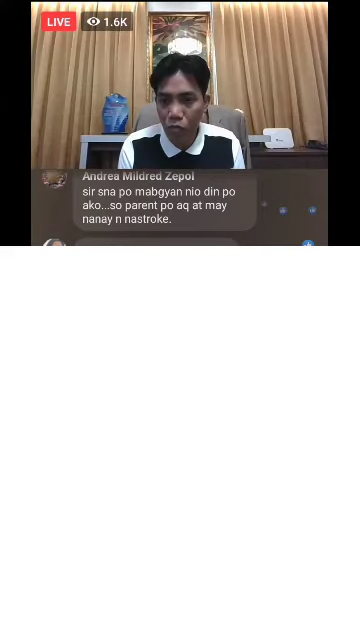 LIVE
1.6K
Andrea Mildred Zepol
sir sna po mabgyan nio din po
ako...so parent po aq at may
nanay n nastroke.